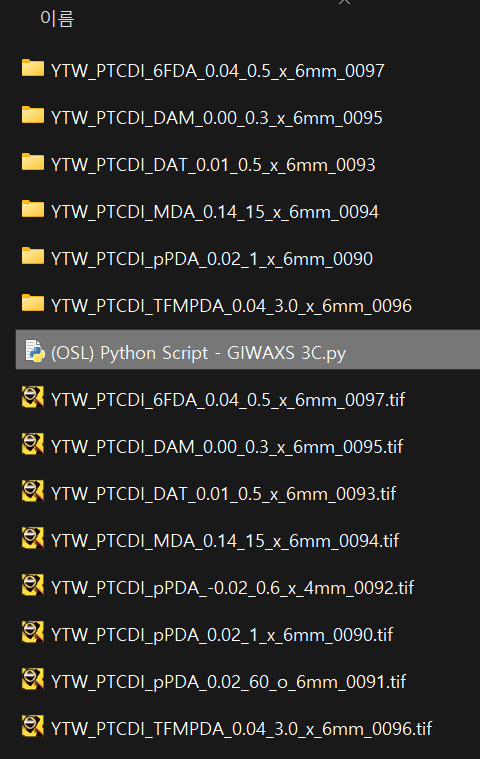 이름
YTW_PTCDI_6FDA_0.04_0.5_x_6mm_0097
YTW_PTCDI_DAM_0.00_0.3_x_6mm_0095
YTW_PTCDI_DAT_0.01_0.5_x_6mm_0093
YTW_PTCDI_MDA_0.14_15_x_6mm_0094
YTW_PTCDI_pPDA_0.02_1_x_6mm_0090
YTW_PTCDI_TFMPDA_0.04_3.0_x_6mm_0096
(OSL) Python Script - GIWAXS 3C.py
YTW_PTCDI_6FDA_0.04_0.5_x_6mm_0097.tif
YTW_PTCDI_DAM_0.00_0.3_x_6mm_0095.tif
YTW_PTCDI_DAT_0.01_0.5_x_6mm_0093.tif
YTW_PTCDI_MDA_0.14_15_x_6mm_0094.tif
YTW_PTCDI_pPDA_-0.02_0.6_x_4mm_0092.tif
YTW_PTCDI_pPDA_0.02_1_x_6mm_0090.tif
YTW_PTCDI_pPDA_0.02_60_o_6mm_0091.tif
YTW_PTCDI_TFMPDA_0.04_3.0_x_6mm_0096.tif